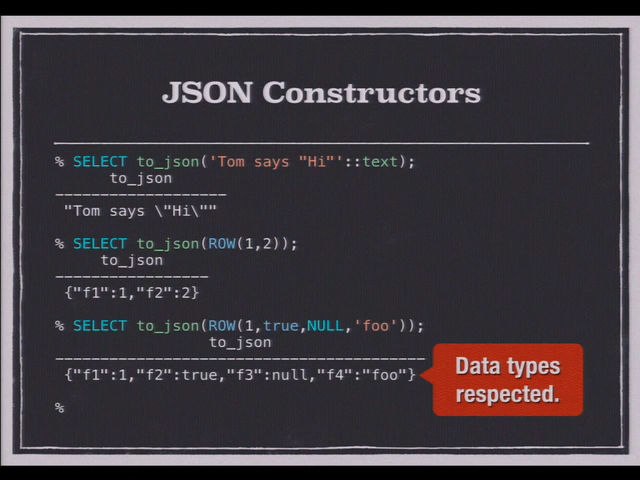 JSON Constructors
% SELECT to_json('Tom says "Hi"'::text);
to_json
-------------------
"Tom says \"Hi\""
% SELECT to_json(ROW(1,2));
to_json
-----------------
{"f1":1,"f2":2}
% SELECT to_json(ROW(1,true,NULL,'foo'));
to_json
-----------------------------------------
{"f1":1,"f2":true,"f3":null,"f4":"foo"}
Data types
respected.
%